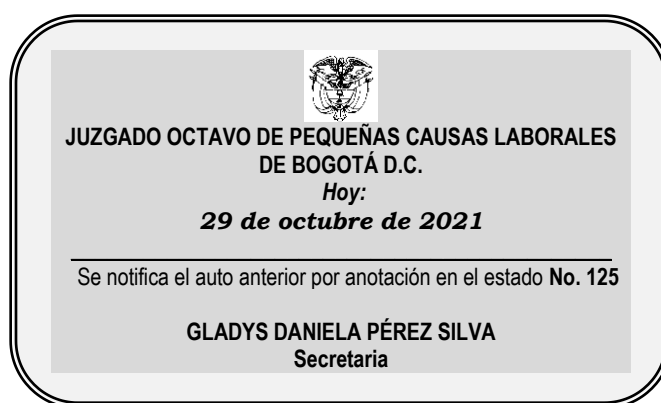 JUZGADO OCTAVO DE PEQUEÑAS CAUSAS LABORALES
DE BOGOTÁ D.C.
Hoy:
29 de octubre de 2021
Se notifica el auto anterior por anotación en el estado No. 125
GLADYS DANIELA PÉREZ SILVA
Secretaria